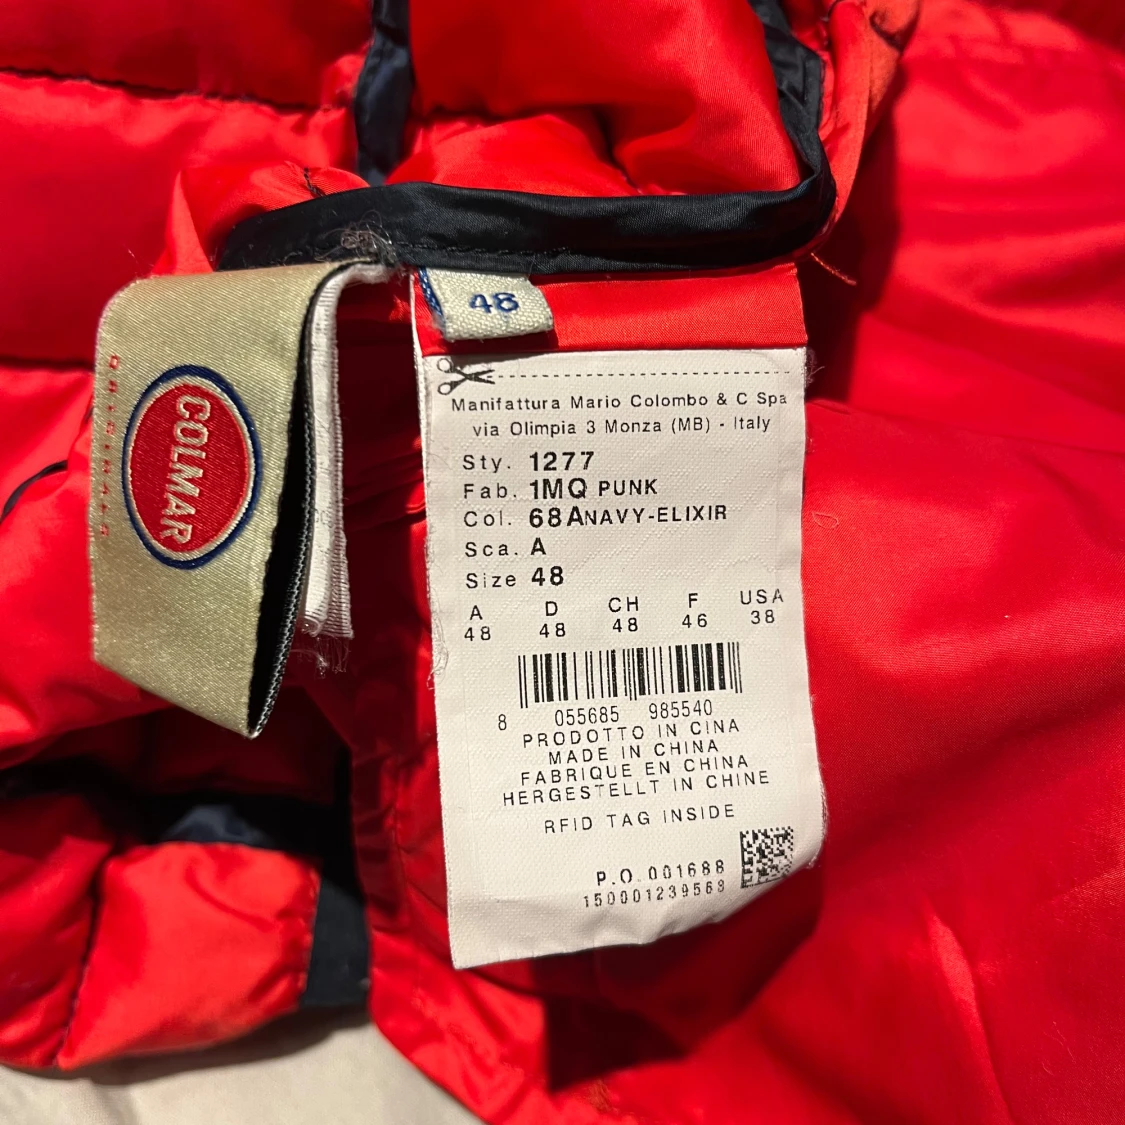 COLMAR
ORIGINALS
48
Manifattura Mario Colombo & C Spa
via Olimpia 3 Monza (MB) - Italy
Sty. 1277
Fab. 1MQ PUNK
Col. 68ANAVY-ELIXIR
Sca. A
Size 48
A D CH F USA
48 48 48 46 38
8 055685 985540
PRODOTTO IN CINA
MADE IN CHINA
FABRIQUE EN CHINA
HERGESTELLT IN CHINE
RFID TAG INSIDE
P.O. 001688
150001239568